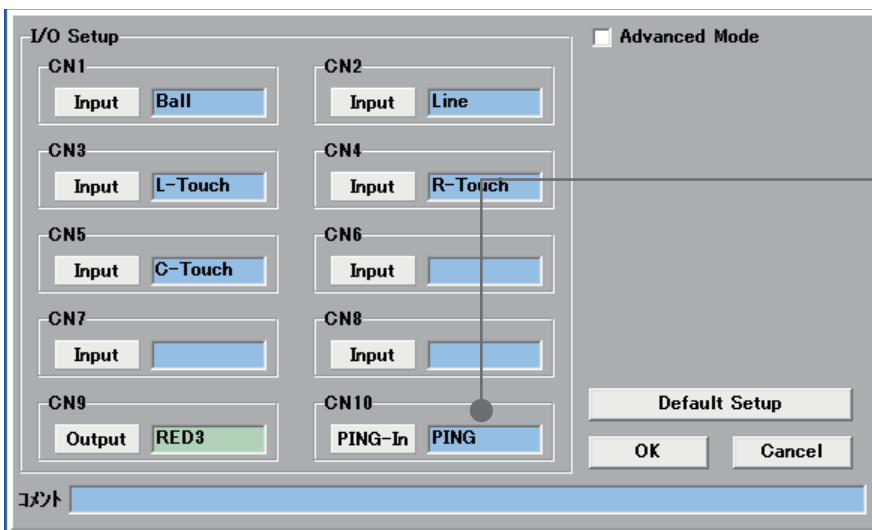 I/O Setup
Advanced Mode
CN1
Input Ball
CN2
Input Line
CN3
Input L-Touch
CN4
Input R-Touch
CN5
Input C-Touch
CN6
Input
CN7
Input
CN8
Input
CN9
Output RED3
CN10
PING-In PING
Default Setup
OK Cancel
コメント